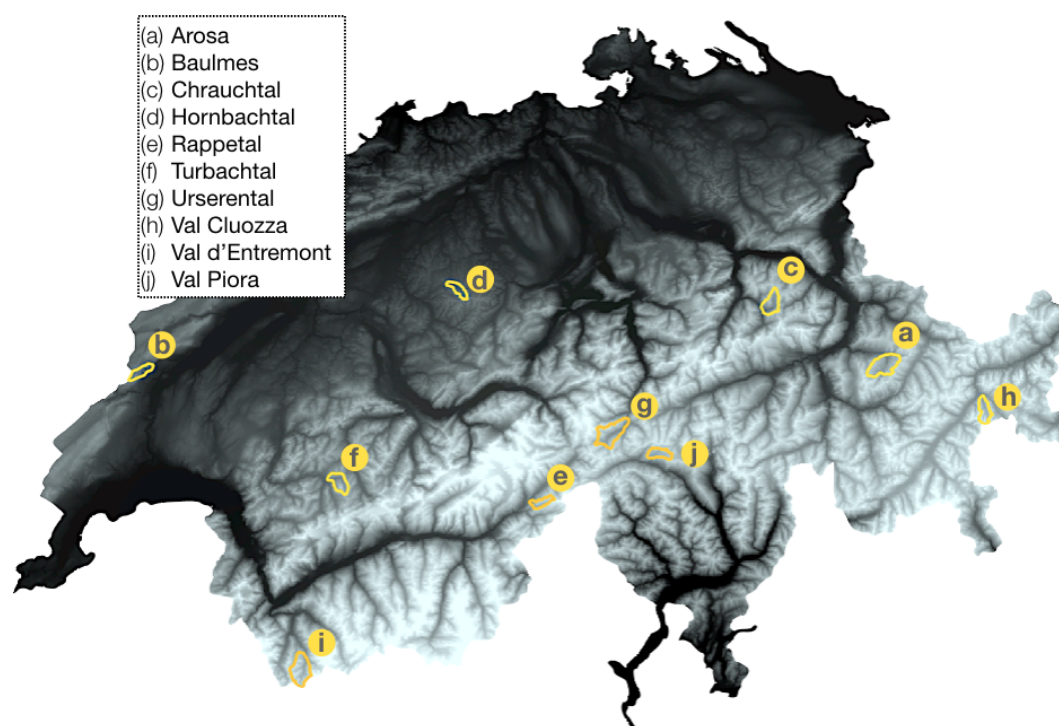 (a) Arosa
(b) Baulmes
(c) Chrauchtal
(d) Hornbachtal
(e) Rappetal
(f) Turbachtal
(g) Urserental
(h) Val Cluozza
(i) Val d’Entremont
(j) Val Piora
d
c
b
a
h
g
f
j
e
i